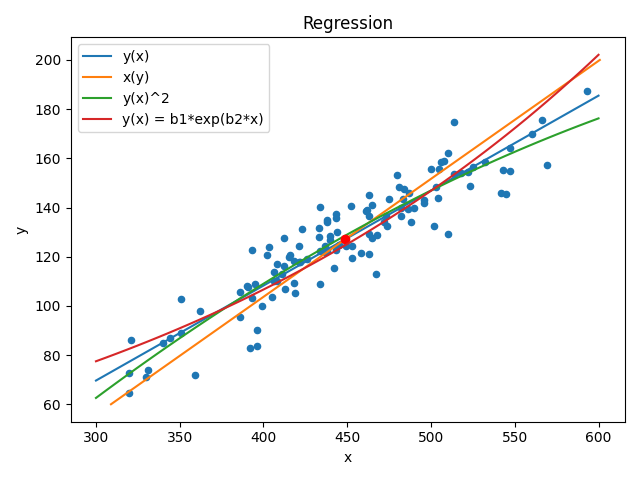 Regression
y(x)
x(y)
y(x)^2
y(x) = b1*exp(b2*x)
200
180
160
140
120
100
80
60
y
300 350 400 450 500 550 600
x